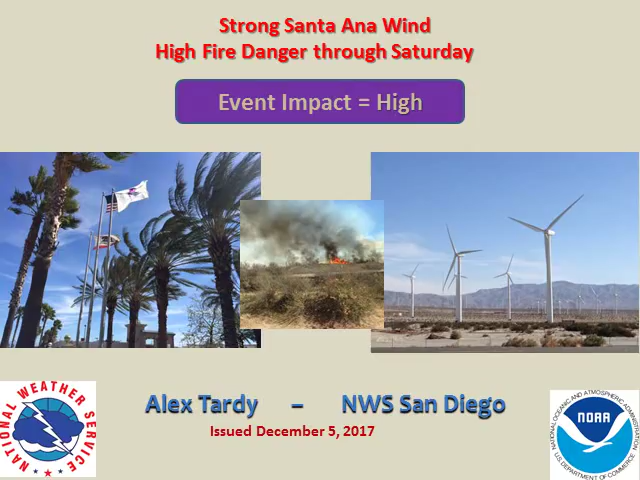 Strong Santa Ana Wind
High Fire Danger through Saturday
Event Impact = High
Alex Tardy – NWS San Diego
Issued December 5, 2017
NATIONAL WEATHER SERVICE
NATIONAL OCEANIC AND ATMOSPHERIC ADMINISTRATION
NOAA
U.S. DEPARTMENT OF COMMERCE